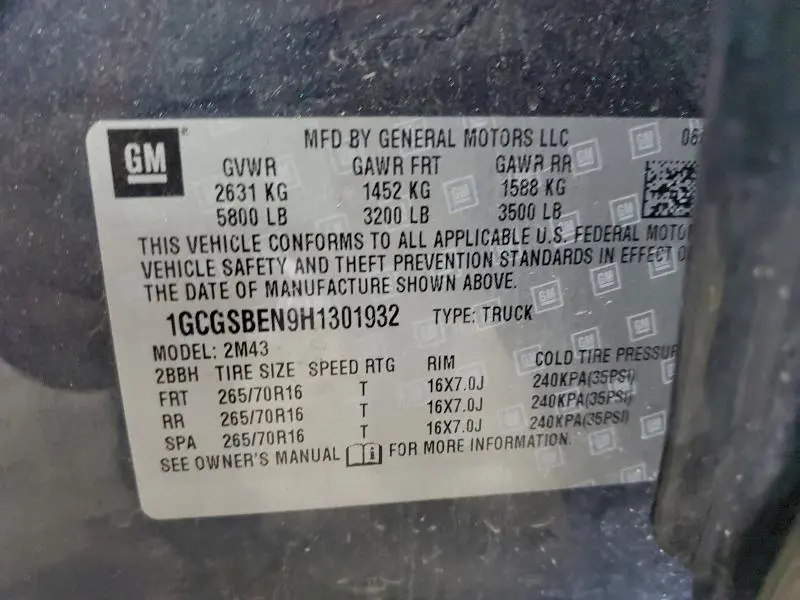 GM
MFD BY GENERAL MOTORS LLC
GVWR GAWR FRT GAWR RR
2631 KG 1452 KG 1588 KG
5800 LB 3200 LB 3500 LB
THIS VEHICLE CONFORMS TO ALL APPLICABLE U.S. FEDERAL MOTO
VEHICLE SAFETY AND THEFT PREVENTION STANDARDS IN EFFECT O
THE DATE OF MANUFACTURE SHOWN ABOVE.
1GCGSBEN9H1301932 TYPE: TRUCK
MODEL: 2M43
2BBH TIRE SIZE SPEED RTG RIM COLD TIRE PRESSUR
FRT 265/70R16 T 16X7.0J 240KPA(35PSI)
RR 265/70R16 T 16X7.0J 240KPA(35PSI)
SPA 265/70R16 T 16X7.0J 240KPA(35PSI)
SEE OWNER'S MANUAL i FOR MORE INFORMATION.